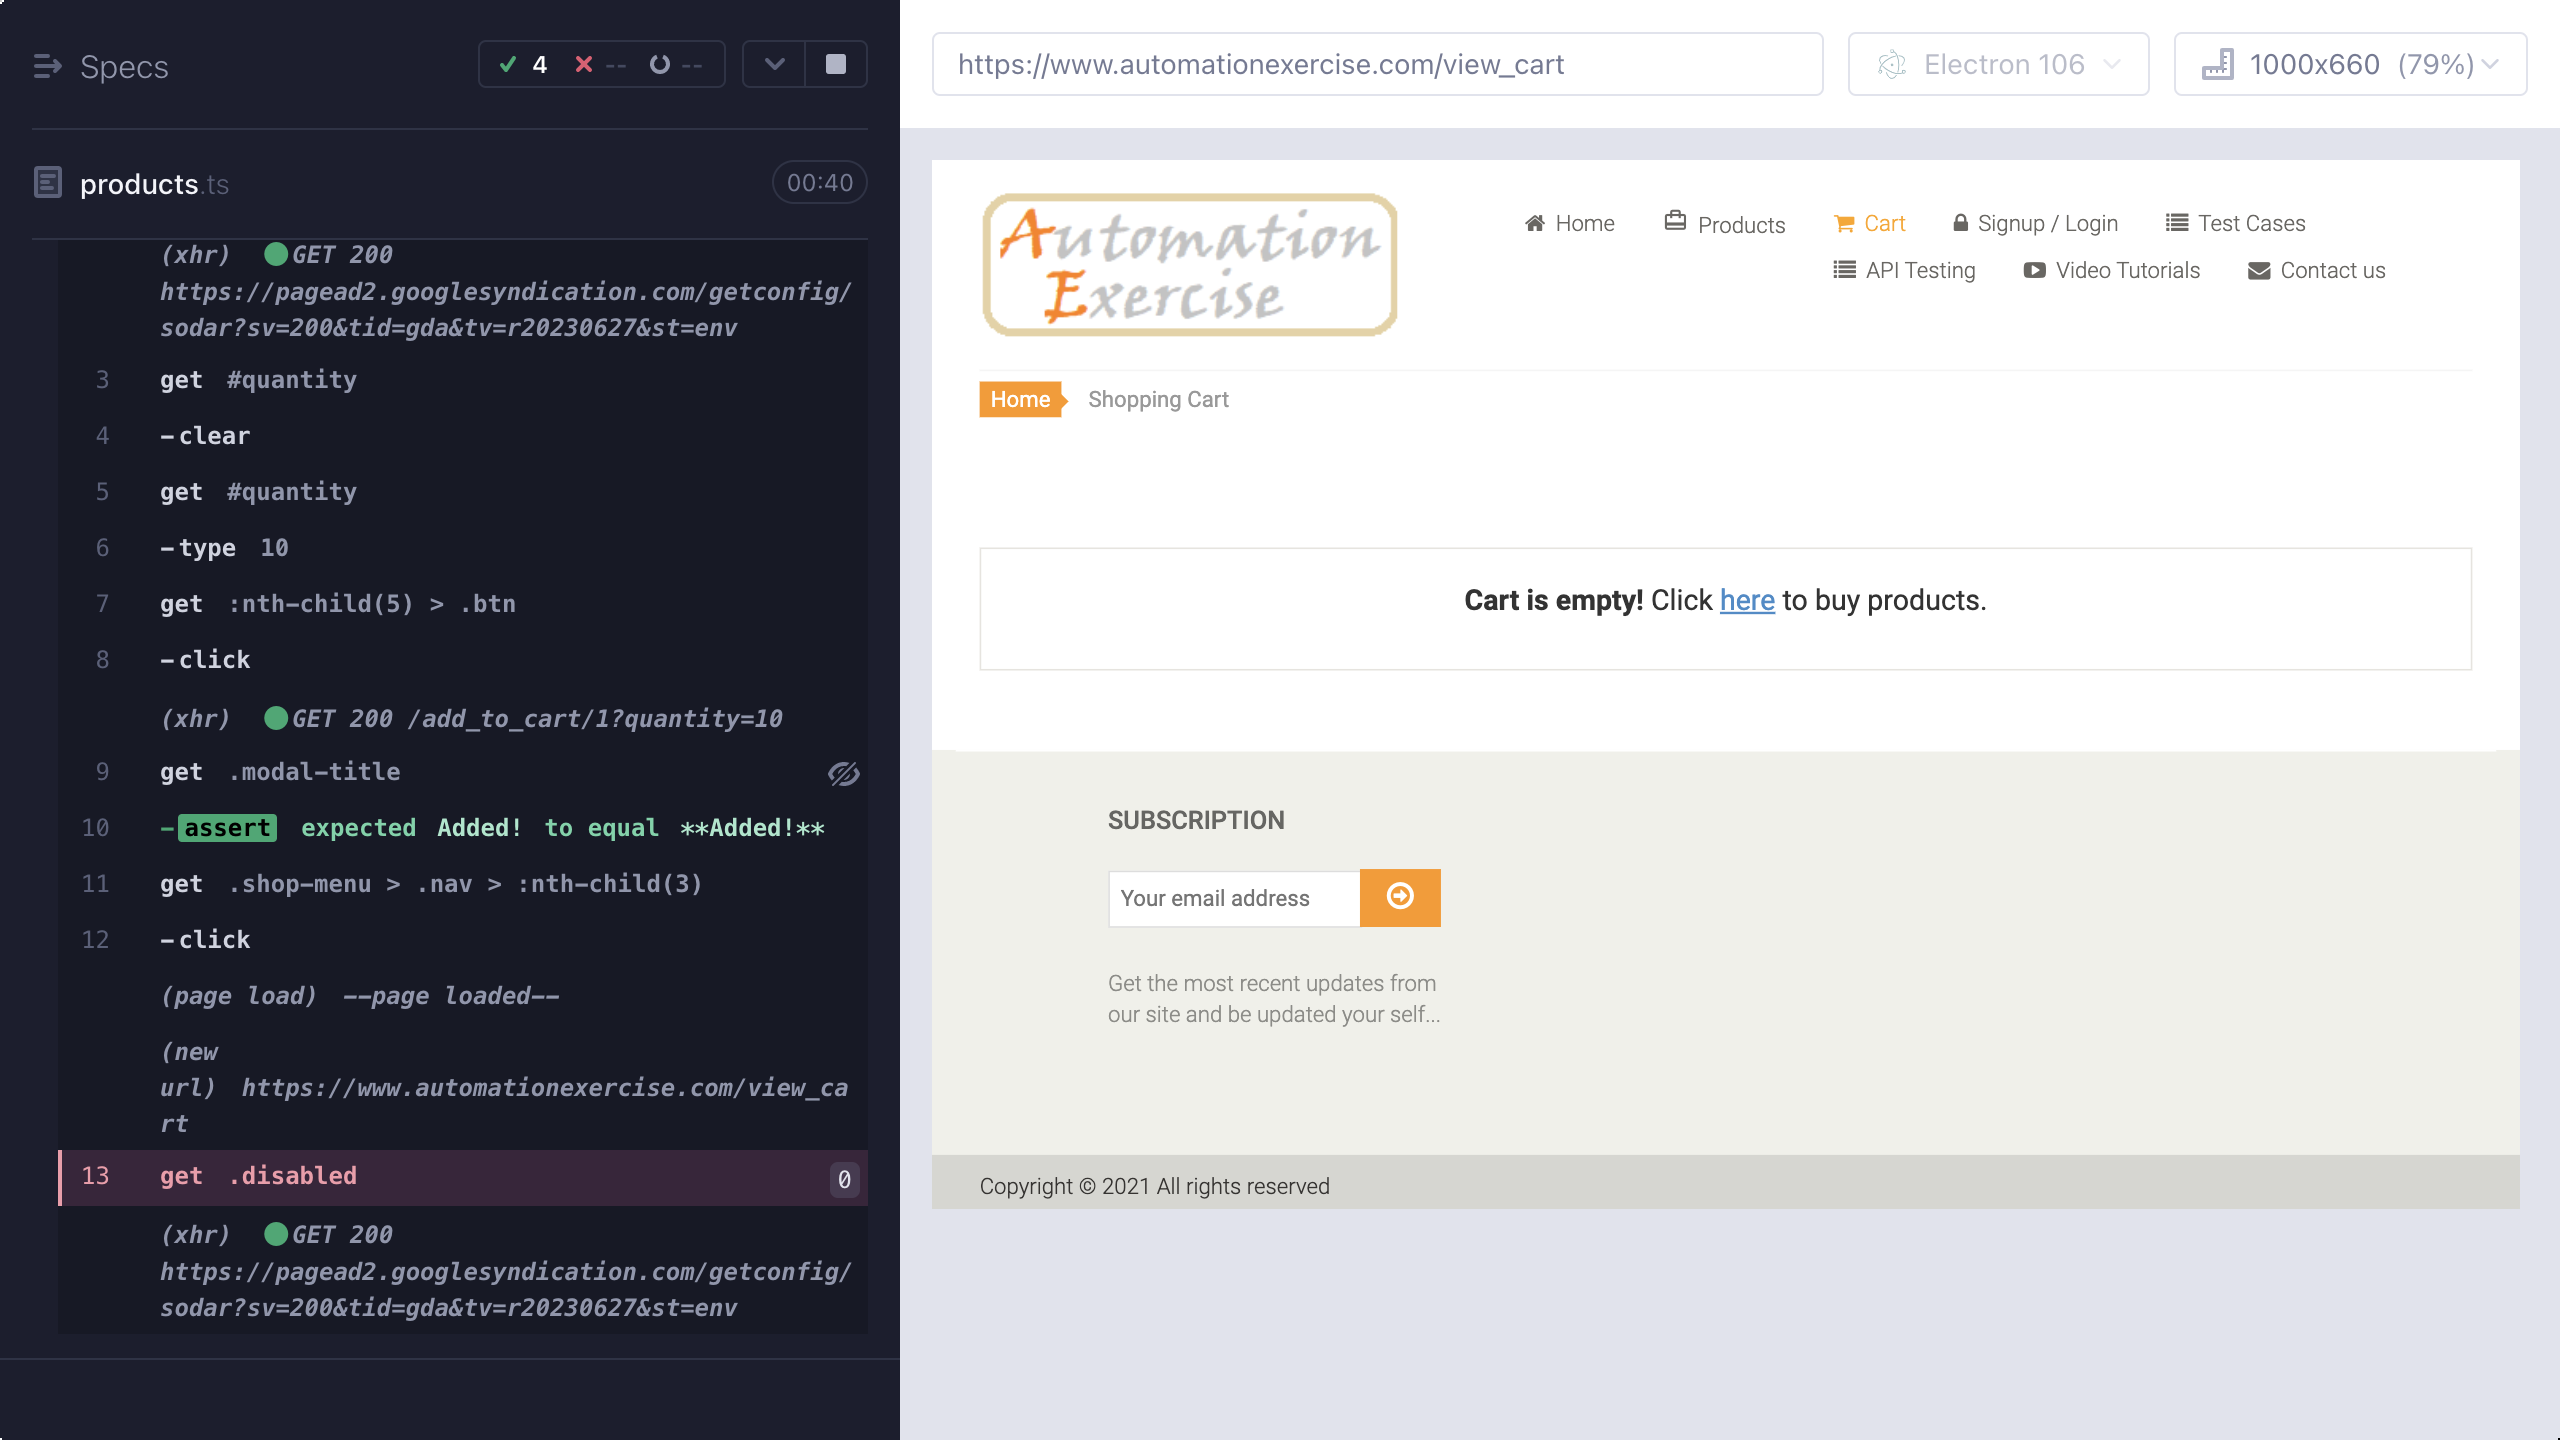 Specs
4 -- --
products.ts
00:40
(xhr) GET 200
https://pagead2.googlesyndication.com/getconfig/
sodar?sv=200&tid=gda&tv=r20230627&st=env
3 get #quantity
4 -clear
5 get #quantity
6 -type 10
7 get :nth-child(5) > .btn
8 -click
(xhr) GET 200 /add_to_cart/1?quantity=10
9 get .modal-title
10 -assert expected Added! to equal **Added!**
11 get .shop-menu > .nav > :nth-child(3)
12 -click
(page load) --page loaded--
(new
url) https://www.automationexercise.com/view_ca
rt
13 get .disabled 0
(xhr) GET 200
https://pagead2.googlesyndication.com/getconfig/
sodar?sv=200&tid=gda&tv=r20230627&st=env
https://www.automationexercise.com/view_cart
Electron 106
1000x660 (79%)
Automation
Exercise
Home Products Cart Signup / Login Test Cases
API Testing Video Tutorials Contact us
Home Shopping Cart
Cart is empty! Click here to buy products.
SUBSCRIPTION
Your email address
Get the most recent updates from
our site and be updated your self...
Copyright © 2021 All rights reserved